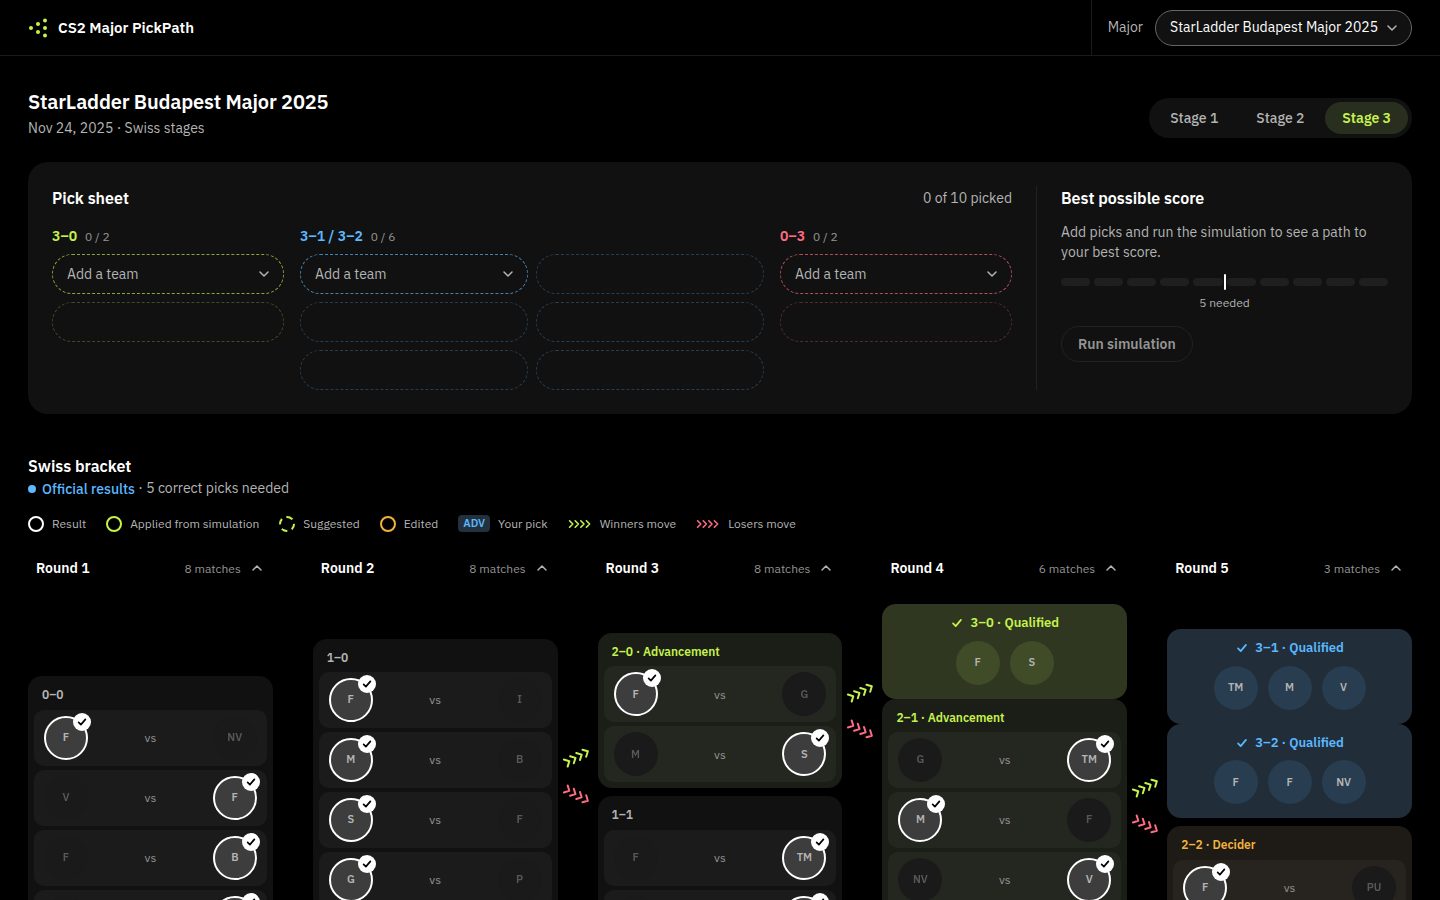 CS2 Major PickPath
Major
StarLadder Budapest Major 2025
StarLadder Budapest Major 2025
Nov 24, 2025 · Swiss stages
Stage 1
Stage 2
Stage 3
Pick sheet
0 of 10 picked
3–0 0 / 2
3–1 / 3–2 0 / 6
0–3 0 / 2
Add a team
Add a team
Add a team
Best possible score
Add picks and run the simulation to see a path to
your best score.
5 needed
Run simulation
Swiss bracket
Official results · 5 correct picks needed
Result
Applied from simulation
Suggested
Edited
ADV Your pick
Winners move
Losers move
Round 1 8 matches
0–0
F vs NV
V vs F
F vs B
Round 2 8 matches
1–0
F vs I
M vs B
S vs F
G vs P
Round 3 8 matches
2–0 · Advancement
F vs G
M vs S
1–1
F vs TM
Round 4 6 matches
3–0 · Qualified
F S
2–1 · Advancement
G vs TM
M vs F
NV vs V
Round 5 3 matches
3–1 · Qualified
TM M V
3–2 · Qualified
F F NV
2–2 · Decider
F vs PU